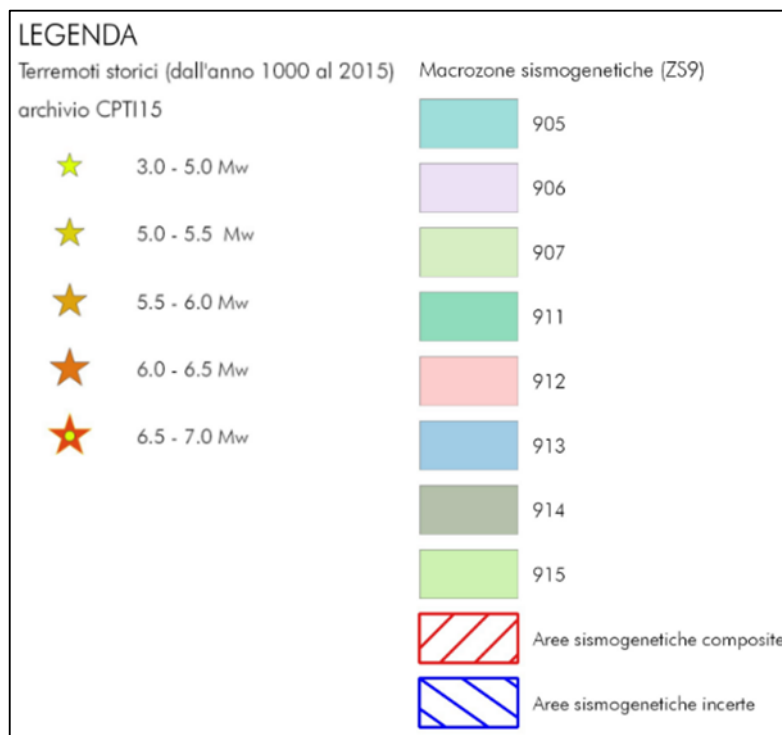 LEGENDA
Terremoti storici (dall'anno 1000 al 2015)
archivio CPTI15
3.0 - 5.0 Mw
5.0 - 5.5 Mw
5.5 - 6.0 Mw
6.0 - 6.5 Mw
6.5 - 7.0 Mw
Macrozone sismogenetiche (ZS9)
905
906
907
911
912
913
914
915
Aree sismogenetiche composite
Aree sismogenetiche incerte